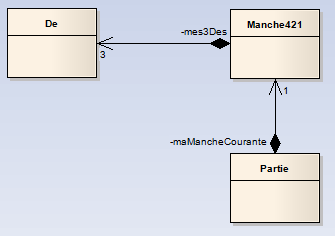 De
-mes3Des
Manche421
3
1
-maMancheCourante
Partie